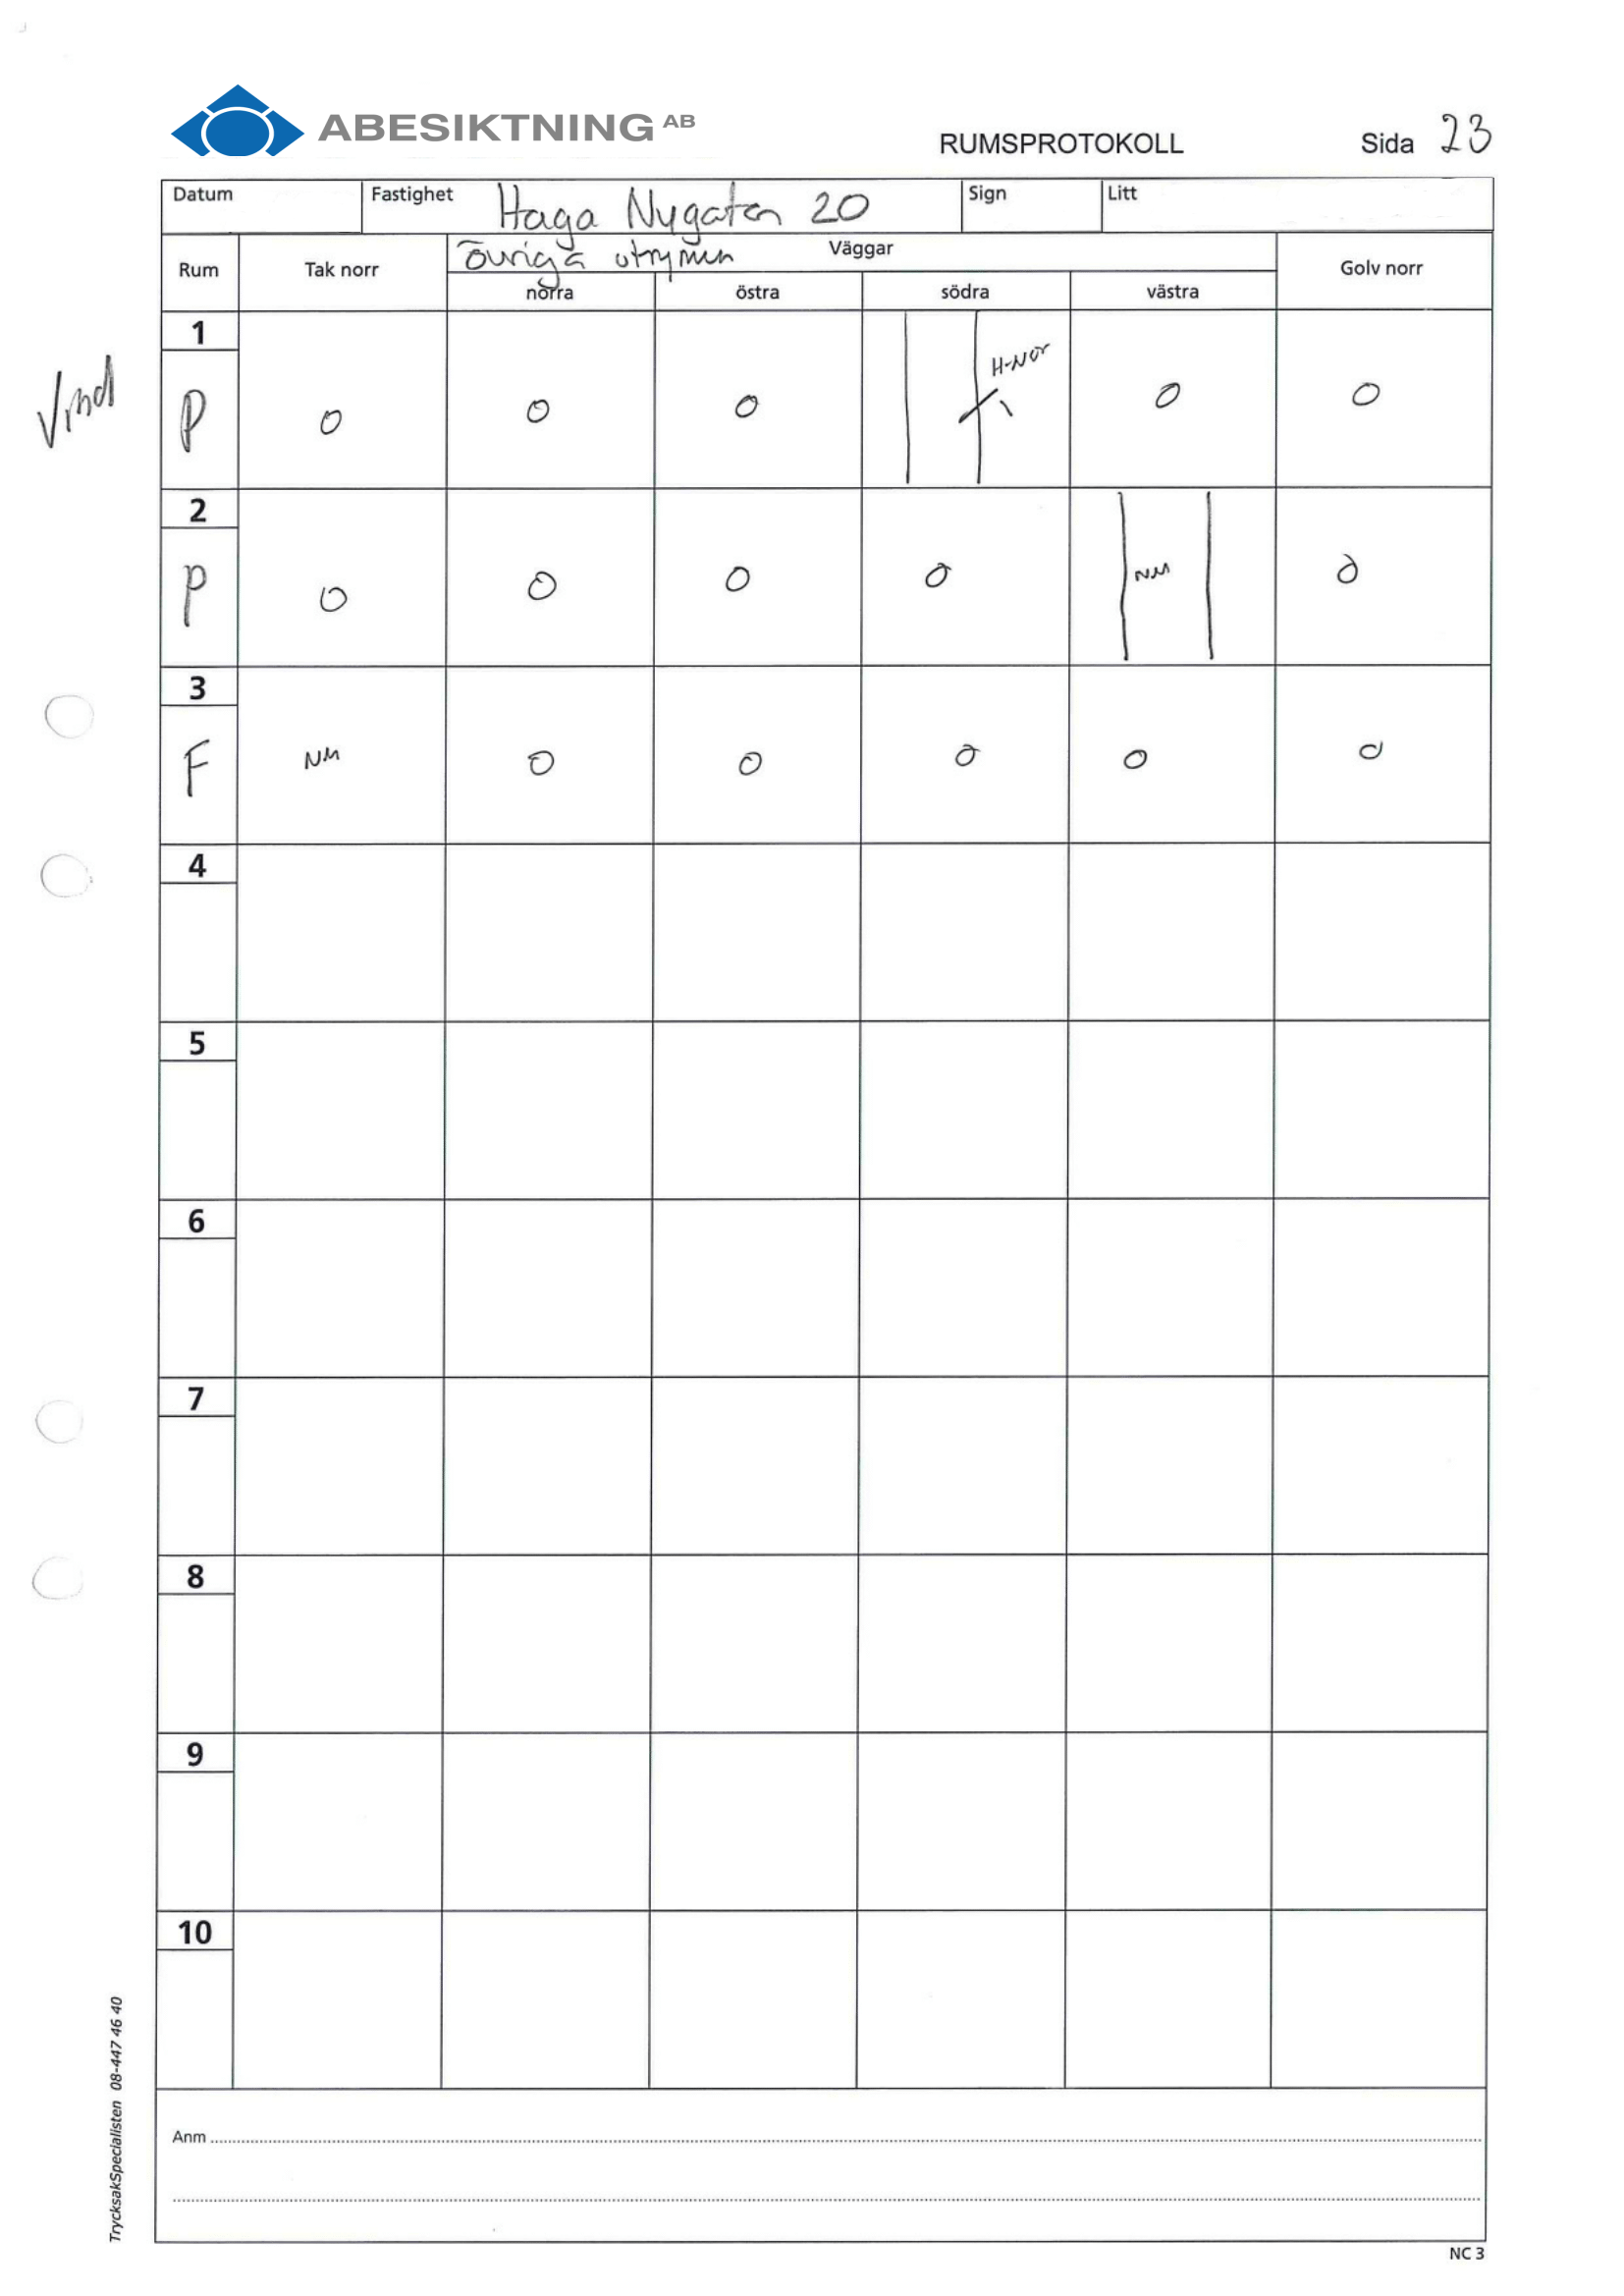 ABESIKTNING AB
RUMSPROTOKOLL
Sida 23
Datum
Fastighet Haga Nygatan 20
Sign
Litt
Rum
Tak norr
Övriga utrymen
Väggar
norra
östra
södra
västra
Golv norr
Vind
1
P
O
O
O
H-NÖR
O
O
2
P
O
O
O
O
NM
O
3
F
NM
O
O
O
O
O
4
5
6
7
8
9
10
Anm
TrycksakSpecialisten 08-447 46 40
NC 3